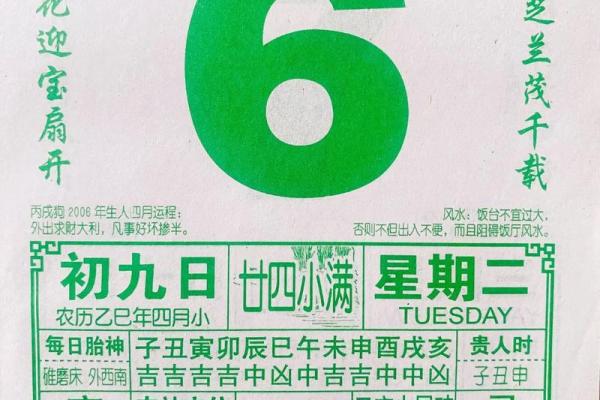 花迎宝扇开
6
芝兰茂千载
丙戌狗2006年生人四月运程:
外出求财大利，凡事好坏掺半。
风水:饭台不宜过大，
否则不但出入不便，而且阻碍饭厅风水。
初九日
农历乙巳年四月小
廿四小满
星期二
TUESDAY
每日胎神
碓磨床 外西南
子丑寅卯辰巳午未申酉戌亥
吉吉吉吉中凶中吉凶中中凶
贵人时
子丑申